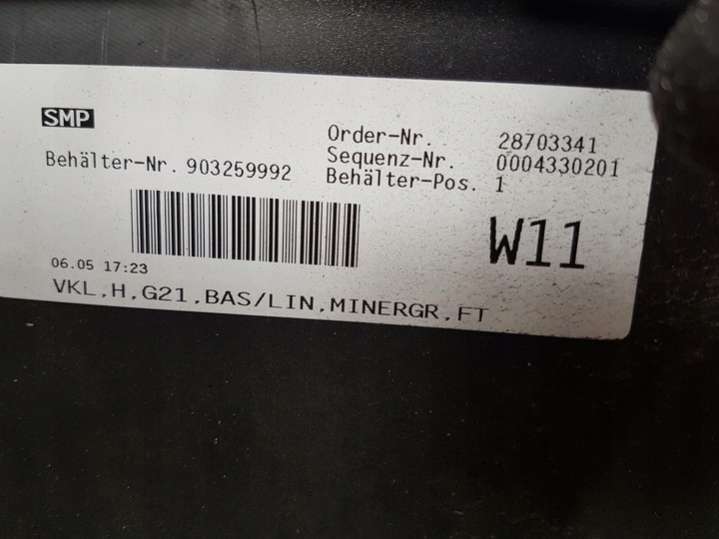 SMP
Order-Nr. 28703341
Sequenz-Nr. 0004330201
Behälter-Nr. 903259992
Behälter-Pos. 1
W11
06.05 17:23
VKL,H,G21,BAS/LIN,MINERGR,FT